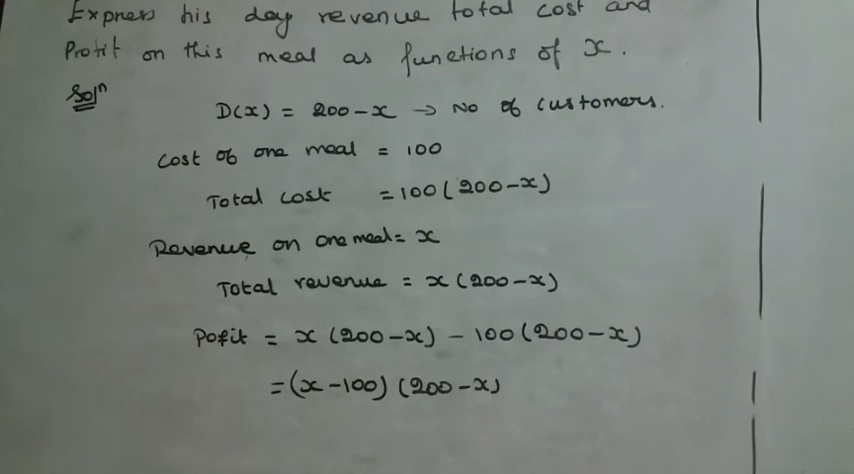 Express his day revenue total cost and
Profit on this meal as functions of x.
Solⁿ
D(x) = 200-x → No of customers.
Cost of one meal = 100
Total cost = 100(200-x)
Revenue on one meal = x
Total revenue = x(200-x)
Pofit = x(200-x) - 100(200-x)
= (x-100)(200-x)